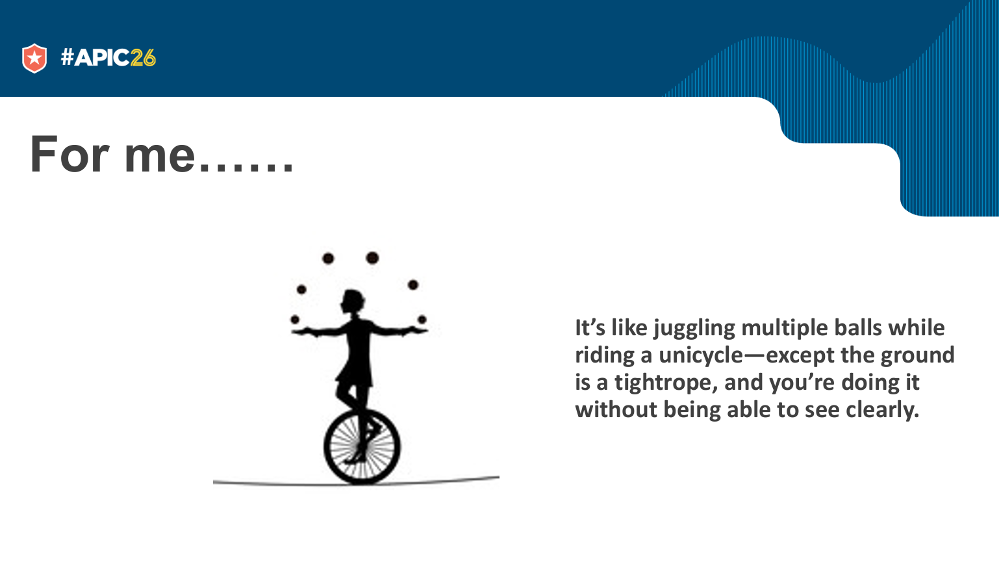 #APIC26
For me……
It’s like juggling multiple balls while
riding a unicycle—except the ground
is a tightrope, and you’re doing it
without being able to see clearly.